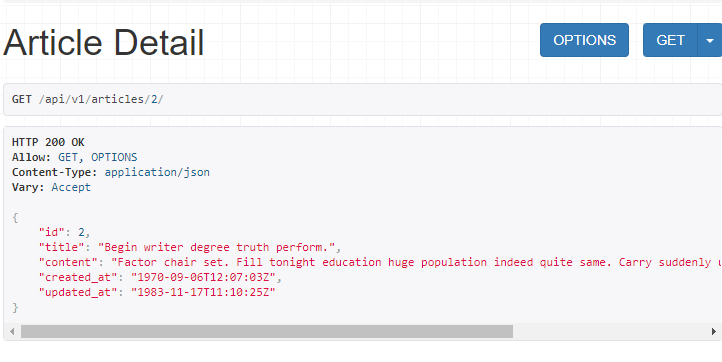 Article Detail
OPTIONS
GET
GET /api/v1/articles/2/
HTTP 200 OK
Allow: GET, OPTIONS
Content-Type: application/json
Vary: Accept
{
"id": 2,
"title": "Begin writer degree truth perform.",
"content": "Factor chair set. Fill tonight education huge population indeed quite same. Carry suddenly
"created_at": "1970-09-06T12:07:03Z",
"updated_at": "1983-11-17T11:10:25Z"
}